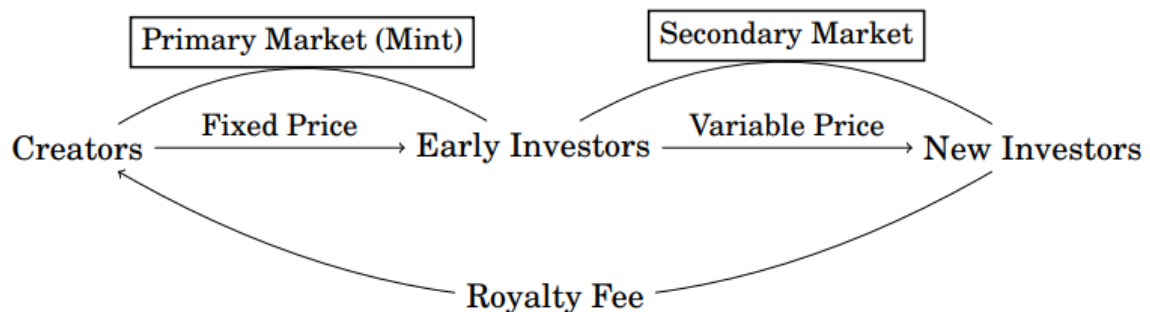 Primary Market (Mint)
Secondary Market
Fixed Price
Variable Price
Creators
Early Investors
New Investors
Royalty Fee